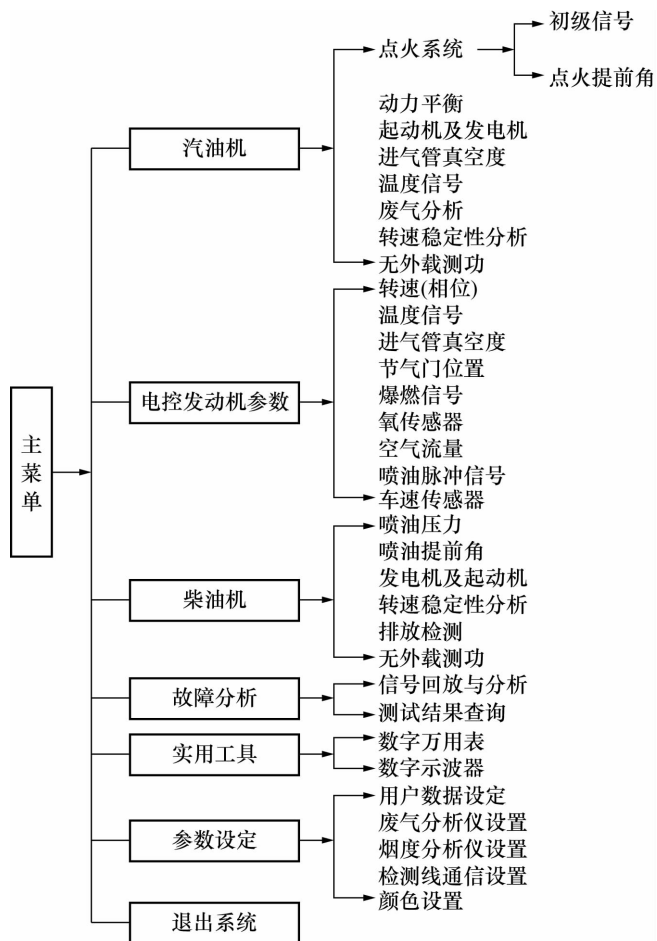 主菜单
汽油机
点火系统
初级信号
点火提前角
动力平衡
起动机及发电机
进气管真空度
温度信号
废气分析
转速稳定性分析
无外载测功
电控发动机参数
转速(相位)
温度信号
进气管真空度
节气门位置
爆燃信号
氧传感器
空气流量
喷油脉冲信号
车速传感器
柴油机
喷油压力
喷油提前角
发电机及起动机
转速稳定性分析
排放检测
无外载测功
故障分析
信号回放与分析
测试结果查询
实用工具
数字万用表
数字示波器
参数设定
用户数据设定
废气分析仪设置
烟度分析仪设置
检测线通信设置
颜色设置
退出系统